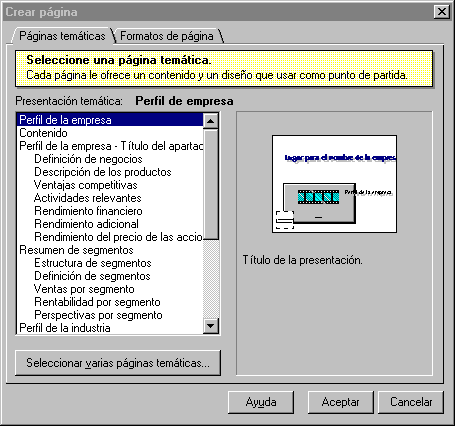 Crear página
Páginas temáticas
Formatos de página
Seleccione una página temática.
Cada página le ofrece un contenido y un diseño que usar como punto de partida.
Presentación temática: Perfil de empresa
Perfil de la empresa
Contenido
Perfil de la empresa - Título del apartac
Definición de negocios
Descripción de los productos
Ventajas competitivas
Actividades relevantes
Rendimiento financiero
Rendimiento adicional
Rendimiento del precio de las accio
Resumen de segmentos
Estructura de segmentos
Definición de segmentos
Ventas por segmento
Rentabilidad por segmento
Perspectivas por segmento
Perfil de la industria
Lugar para el nombre de la empres
Perfil de la empresa
Título de la presentación.
Seleccionar varias páginas temáticas...
Ayuda
Aceptar
Cancelar